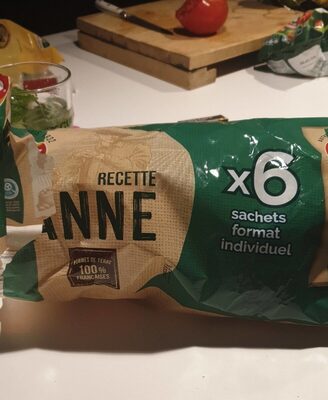 RECETTE
ANNE
POMMES DE TERRE
100%
FRANÇAISES
x6
sachets
format
individuel